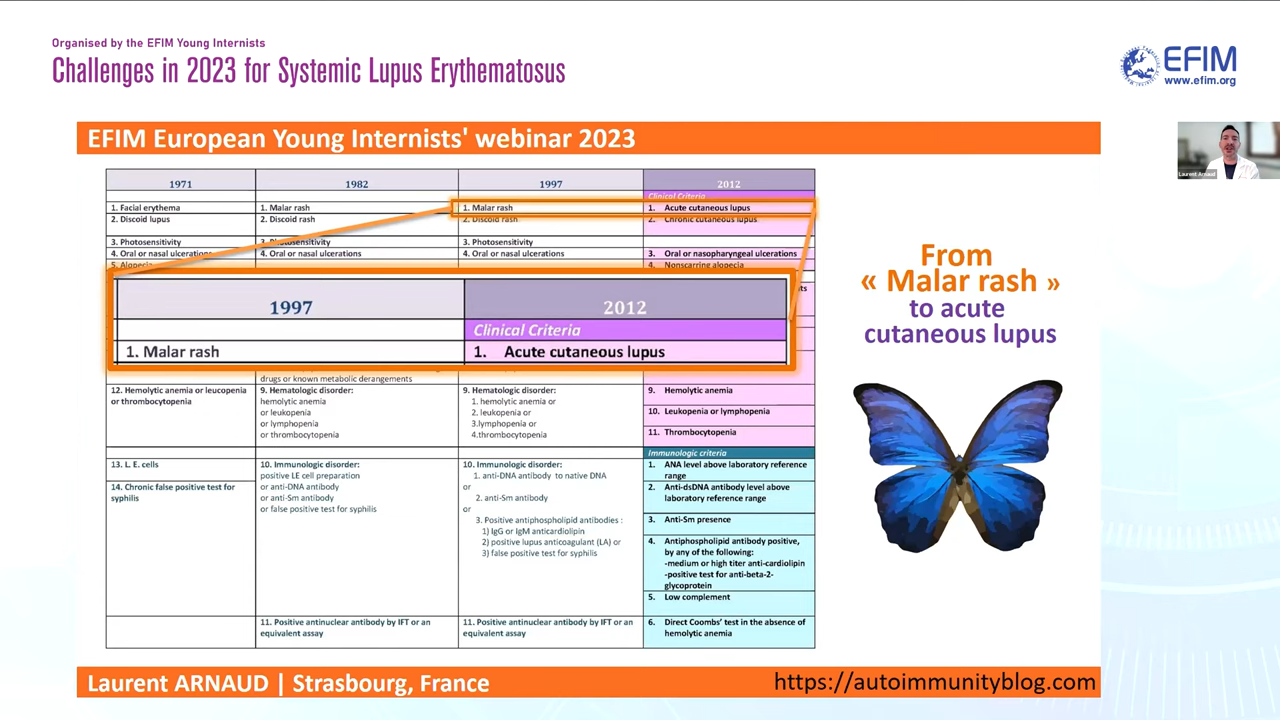 Organised by the EFIM Young Internists
Challenges in 2023 for Systemic Lupus Erythematosus
EFIM
www.efim.org
EFIM European Young Internists' webinar 2023
Laurent Arnaud
1971
1982
1997
2012
Clinical Criteria
1. Facial erythema
1. Malar rash
1. Malar rash
1. Acute cutaneous lupus
2. Discoid lupus
2. Discoid rash
2. Discoid rash
2. Chronic cutaneous lupus
3. Photosensitivity
3. Photosensitivity
3. Photosensitivity
4. Oral or nasal ulcerations
4. Oral or nasal ulcerations
4. Oral or nasal ulcerations
3. Oral or nasopharyngeal ulcerations
5. Alopecia
4. Nonscarring alopecia
1997
2012
Clinical Criteria
1. Malar rash
1. Acute cutaneous lupus
drugs or known metabolic derangements
12. Hemolytic anemia or leucopenia
or thrombocytopenia
9. Hematologic disorder:
hemolytic anemia
or leukopenia
or lymphopenia
or thrombocytopenia
9. Hematologic disorder:
1. hemolytic anemia or
2. leukopenia or
3.lymphopenia or
4.thrombocytopenia
9. Hemolytic anemia
10. Leukopenia or lymphopenia
11. Thrombocytopenia
Immunologic criteria
13. L. E. cells
14. Chronic false positive test for
syphilis
10. Immunologic disorder:
positive LE cell preparation
or anti-DNA antibody
or anti-Sm antibody
or false positive test for syphilis
10. Immunologic disorder:
1. anti-DNA antibody to native DNA
or
2. anti-Sm antibody
or
3. Positive antiphospholipid antibodies :
1) IgG or IgM anticardiolipin
2) positive lupus anticoagulant (LA) or
3) false positive test for syphilis
1. ANA level above laboratory reference
range
2. Anti-dsDNA antibody level above
laboratory reference range
3. Anti-Sm presence
4. Antiphospholipid antibody positive,
by any of the following:
-medium or high titer anti-cardiolipin
-positive test for anti-beta-2-
glycoprotein
5. Low complement
11. Positive antinuclear antibody by IFT or an
equivalent assay
11. Positive antinuclear antibody by IFT or an
equivalent assay
6. Direct Coombs' test in the absence of
hemolytic anemia
From
« Malar rash »
to acute
cutaneous lupus
Laurent ARNAUD | Strasbourg, France
https://autoimmunityblog.com